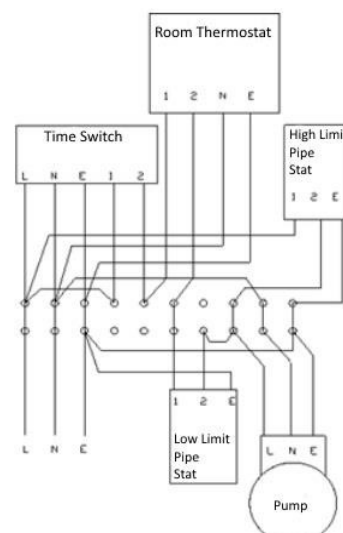 Room Thermostat
1 2 N E
Time Switch
L N E 1 2
High Limi
Pipe
Stat
1 2 E
1 2 E
Low Limit
Pipe
Stat
L N E
L N E
Pump